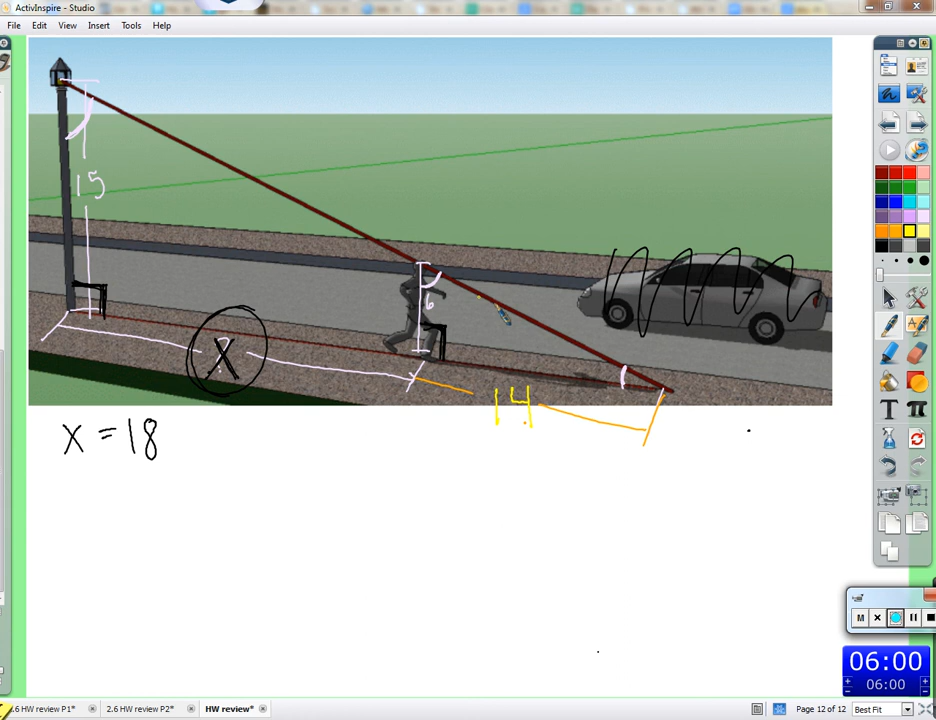 ActivInspire - Studio
File Edit View Insert Tools Help
15
6
X
14
x = 18
M
06:00
06:00
2.6 HW review P1* 2.6 HW review P2* HW review* Page 12 of 12 Best Fit